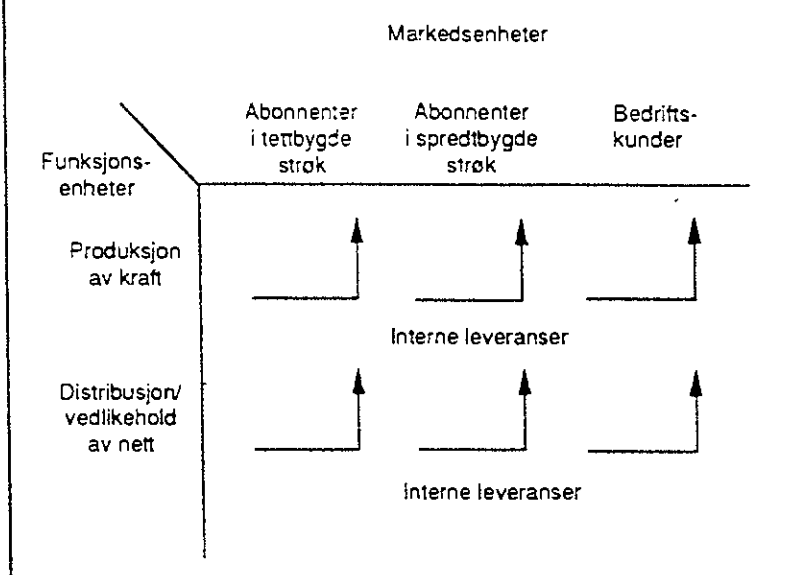 Markedsenheter
Abonnenter
i tettbygde
strøk
Abonnenter
i spredtbygde
strøk
Bedrifts-
kunder
Funksjons-
enheter
Produksjon
av kraft
Interne leveranser
Distribusjon/
vedlikehold
av nett
Interne leveranser